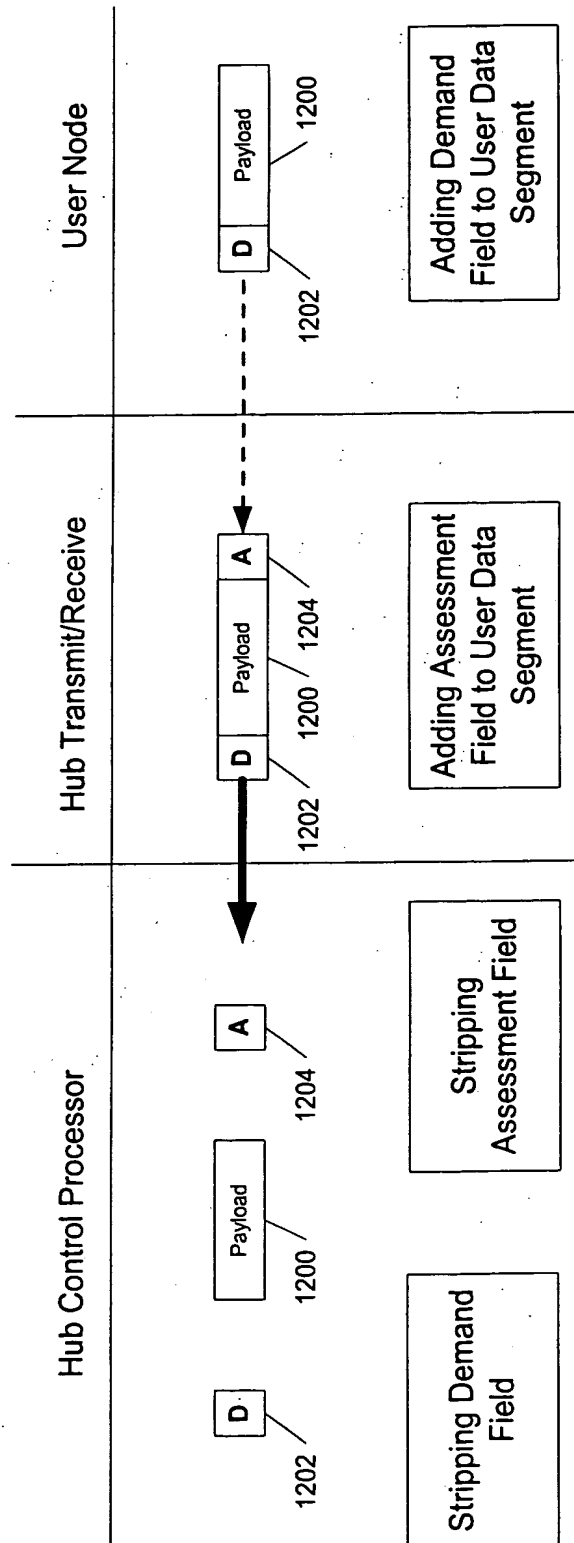 Hub Control Processor
Hub Transmit/Receive
User Node
D
Payload
A
D
Payload
A
D
Payload
1202
1200
1204
1202
1200
1204
1202
1200
Stripping Demand
Field
Stripping
Assessment Field
Adding Assessment
Field to User Data
Segment
Adding Demand
Field to User Data
Segment